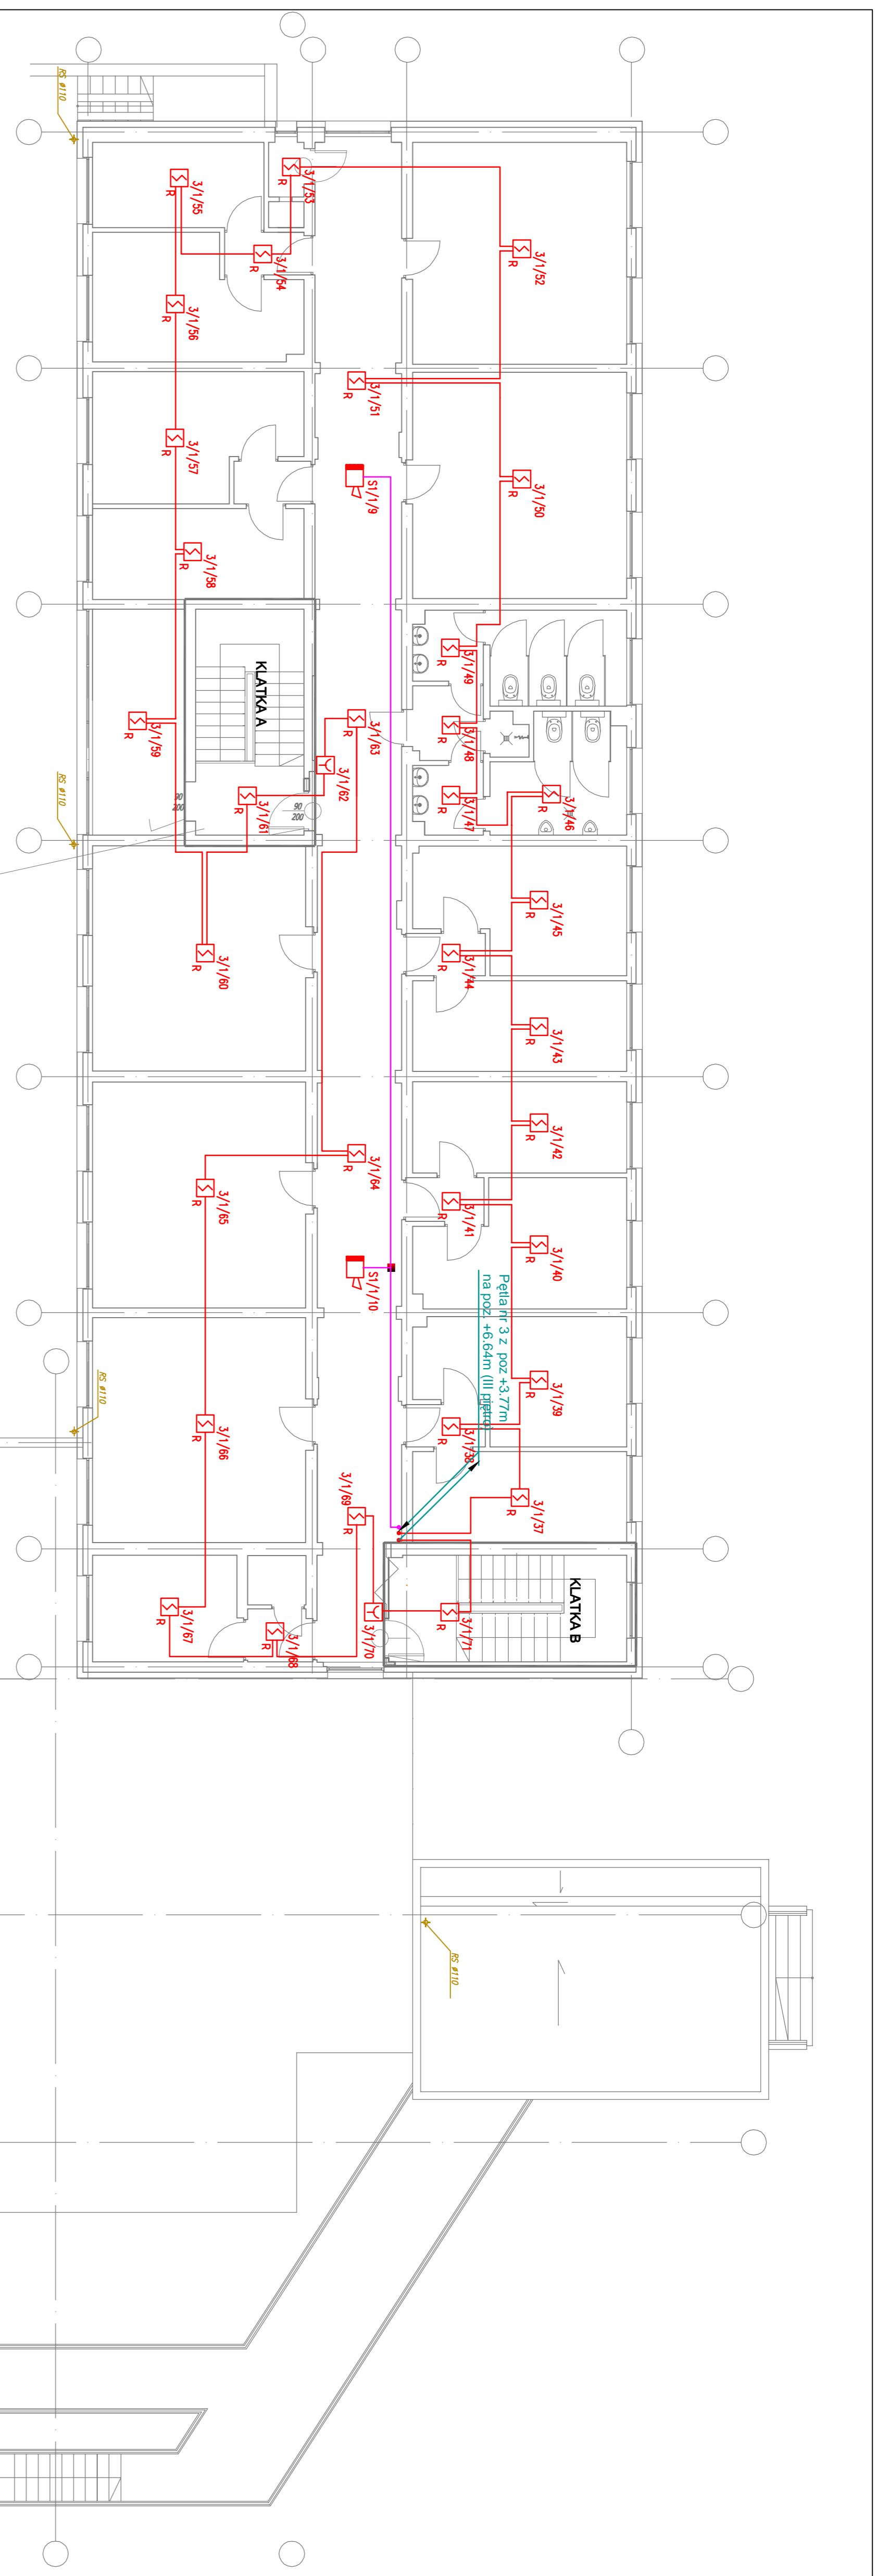 3/1/46
3/1/45
3/1/43
3/1/42
3/1/40
3/1/39
KLATKA B
3/1/52
R
3/1/50
R
R
R
R
R
R
R
3/1/37
R
Pętla nr 3 z poz +3.77m
na poz. +6.64m (III piętro)
3/1/49
R
3/1/48
R
3/1/47
R
3/1/44
R
3/1/41
R
3/1/38
R
3/1/71
R
RS ø110
3/1/51
R
S1/1/9
3/1/63
R
3/1/64
R
S1/1/10
3/1/69
R
3/1/70
3/1/53
R
3/1/62
90
200
3/1/54
R
KLATKA A
3/1/61
R
3/1/68
R
3/1/55
R
3/1/56
R
3/1/57
R
3/1/58
R
3/1/60
R
3/1/65
R
3/1/66
R
3/1/67
R
90
200
3/1/59
R
RS ø110
RS ø110
RS ø110